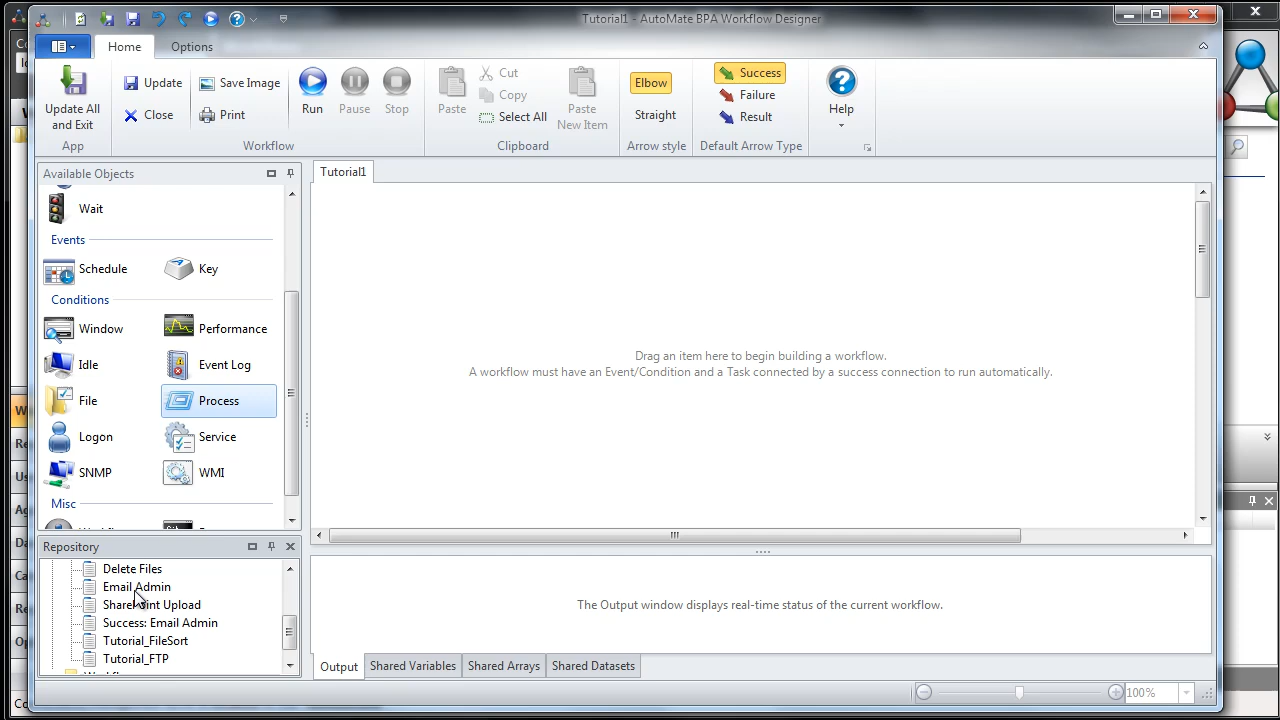 Tutorial1 - AutoMate BPA Workflow Designer
Home
Options
Update All and Exit
Update
Close
Save Image
Print
Run
Pause
Stop
Paste
Cut
Copy
Select All
Paste New Item
Elbow
Straight
Success
Failure
Result
Help
App
Workflow
Clipboard
Arrow style
Default Arrow Type
Available Objects
Wait
Events
Schedule
Key
Conditions
Window
Performance
Idle
Event Log
File
Process
Logon
Service
SNMP
WMI
Misc
Repository
Delete Files
Email Admin
SharePoint Upload
Success: Email Admin
Tutorial_FileSort
Tutorial_FTP
Tutorial1
Drag an item here to begin building a workflow.
A workflow must have an Event/Condition and a Task connected by a success connection to run automatically.
The Output window displays real-time status of the current workflow.
Output
Shared Variables
Shared Arrays
Shared Datasets
100%